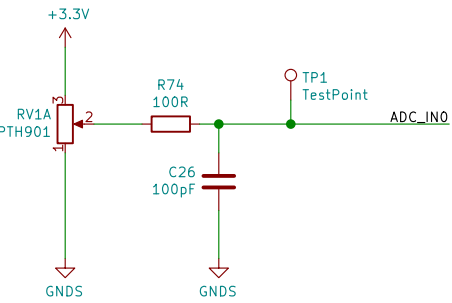 +3.3V
R74
100R
TP1
TestPoint
ADC_IN0
RV1A
PTH901
3
2
1
C26
100pF
GNDS
GNDS